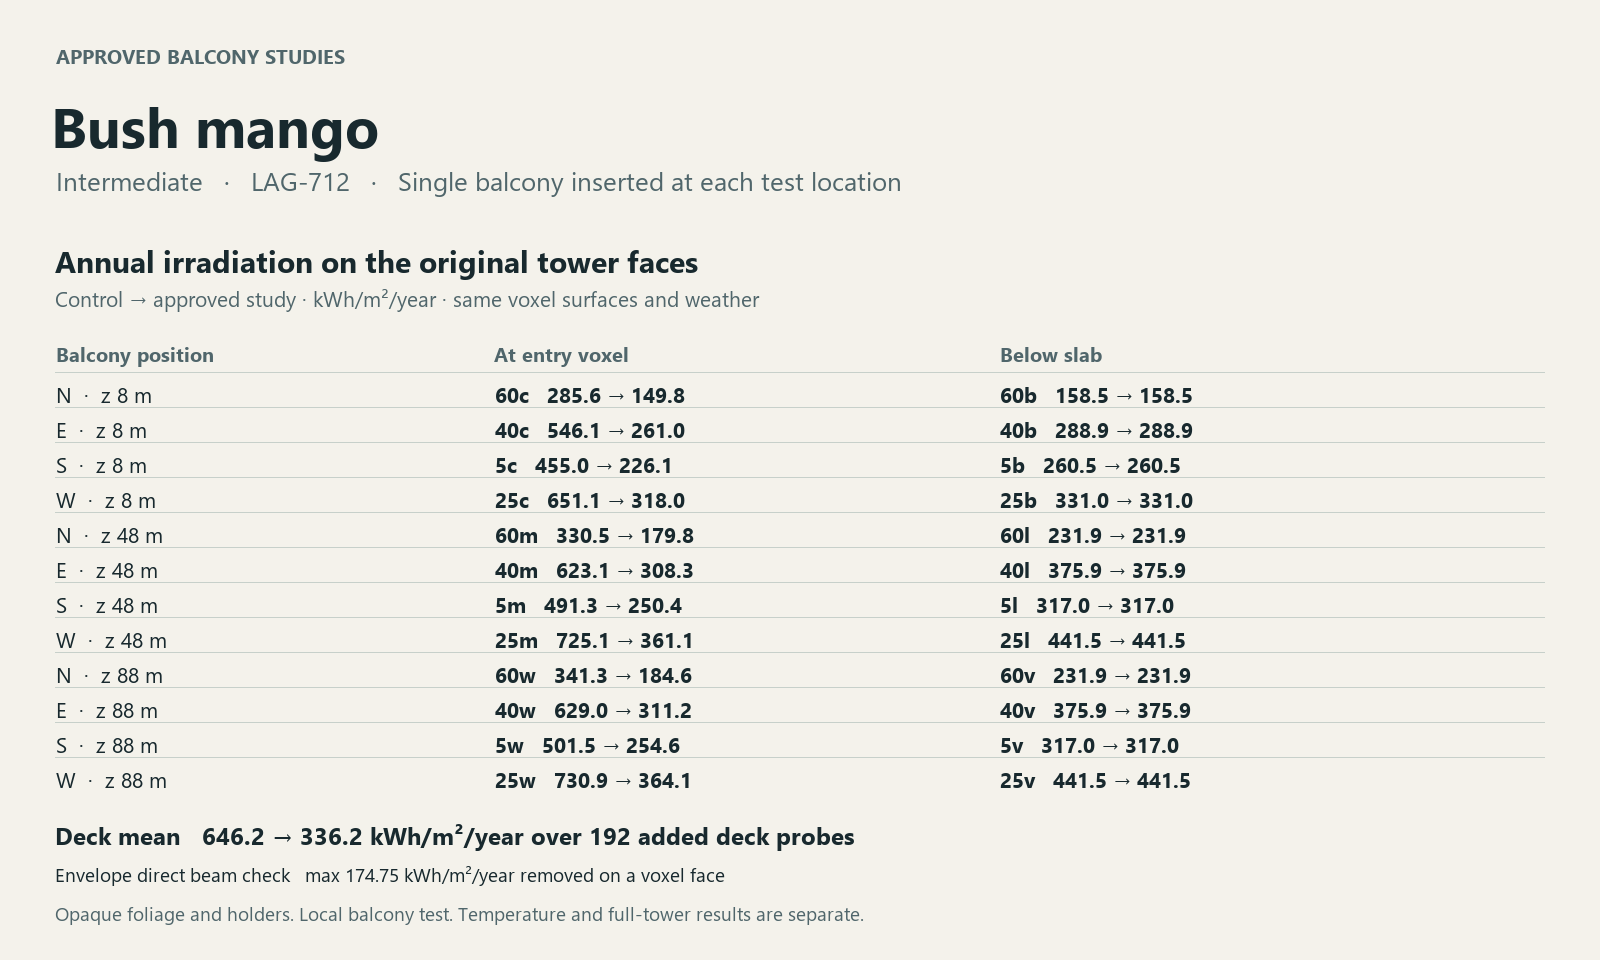 APPROVED BALCONY STUDIES
Bush mango
Intermediate · LAG-712 · Single balcony inserted at each test location
Annual irradiation on the original tower faces
Control → approved study · kWh/m²/year · same voxel surfaces and weather
Balcony position At entry voxel Below slab
N · z 8 m 60c 285.6 → 149.8 60b 158.5 → 158.5
E · z 8 m 40c 546.1 → 261.0 40b 288.9 → 288.9
S · z 8 m 5c 455.0 → 226.1 5b 260.5 → 260.5
W · z 8 m 25c 651.1 → 318.0 25b 331.0 → 331.0
N · z 48 m 60m 330.5 → 179.8 60l 231.9 → 231.9
E · z 48 m 40m 623.1 → 308.3 40l 375.9 → 375.9
S · z 48 m 5m 491.3 → 250.4 5l 317.0 → 317.0
W · z 48 m 25m 725.1 → 361.1 25l 441.5 → 441.5
N · z 88 m 60w 341.3 → 184.6 60v 231.9 → 231.9
E · z 88 m 40w 629.0 → 311.2 40v 375.9 → 375.9
S · z 88 m 5w 501.5 → 254.6 5v 317.0 → 317.0
W · z 88 m 25w 730.9 → 364.1 25v 441.5 → 441.5
Deck mean 646.2 → 336.2 kWh/m²/year over 192 added deck probes
Envelope direct beam check max 174.75 kWh/m²/year removed on a voxel face
Opaque foliage and holders. Local balcony test. Temperature and full-tower results are separate.